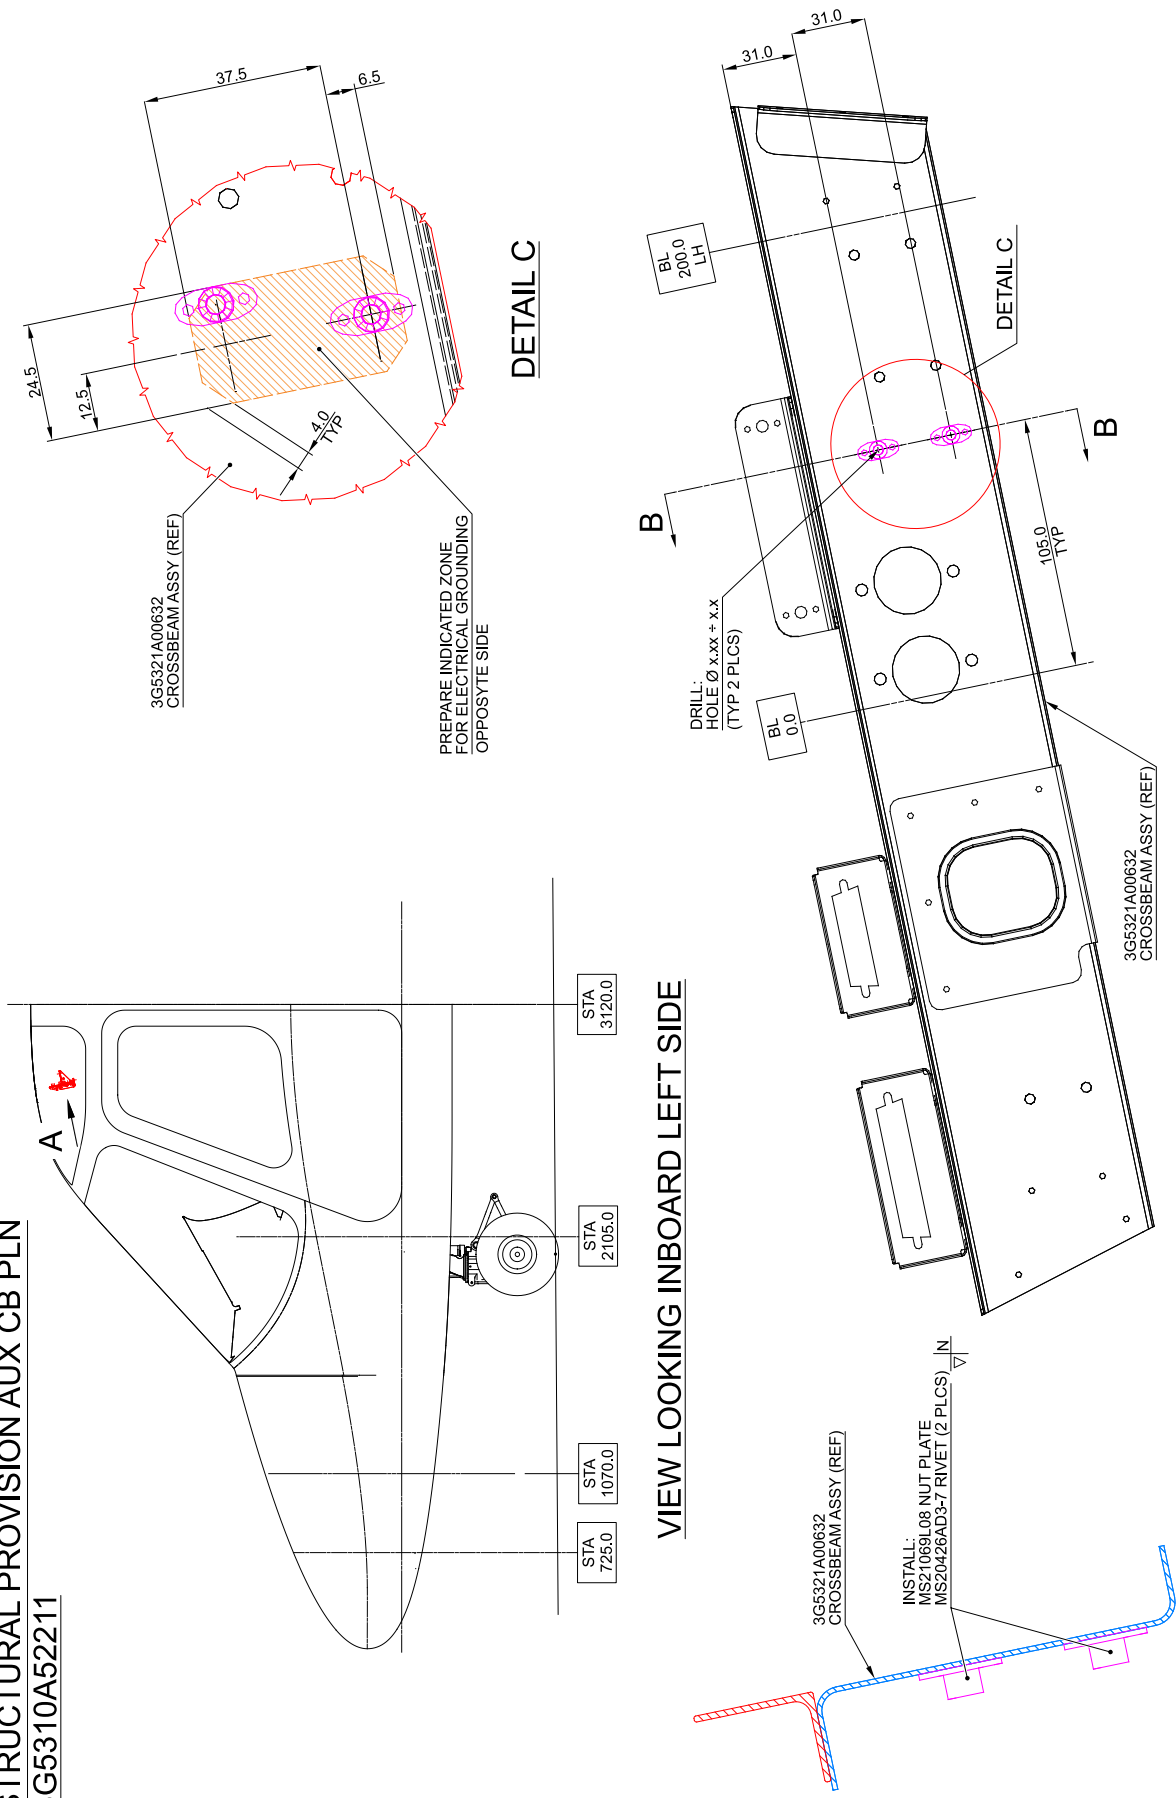 STRUCTURAL PROVISION AUX CB PLN
G5310A52211
A
STA
725.0
STA
1070.0
STA
2105.0
STA
3120.0
VIEW LOOKING INBOARD LEFT SIDE
3G5321A00632
CROSSBEAM ASSY (REF)
PREPARE INDICATED ZONE
FOR ELECTRICAL GROUNDING
OPPOSYTE SIDE
24.5
12.5
4.0
TYP
37.5
6.5
DETAIL C
3G5321A00632
CROSSBEAM ASSY (REF)
INSTALL:
MS21069L08 NUT PLATE
MS20426AD3-7 RIVET (2 PLCS)
N
BL
0.0
DRILL:
HOLE Ø x.xx ÷ x.x
(TYP 2 PLCS)
B
BL
200.0
LH
31.0
31.0
DETAIL C
B
105.0
TYP
3G5321A00632
CROSSBEAM ASSY (REF)